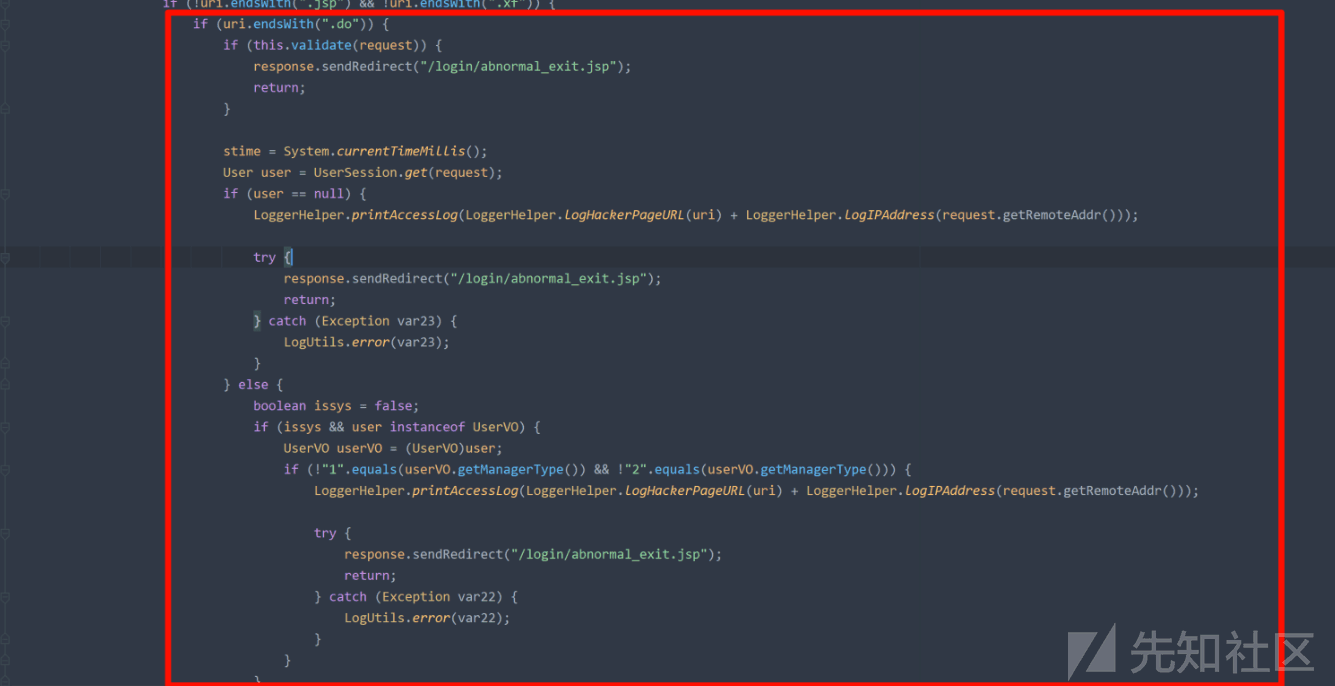 if (!uri.endsWith(".jsp") && !uri.endsWith(".xf")) {
if (uri.endsWith(".do")) {
if (this.validate(request)) {
response.sendRedirect("/login/abnormal_exit.jsp");
return;
}
stime = System.currentTimeMillis();
User user = UserSession.get(request);
if (user == null) {
LoggerHelper.printAccessLog(LoggerHelper.logHackerPageURL(uri) + LoggerHelper.logIPAddress(request.getRemoteAddr()));
try {
response.sendRedirect("/login/abnormal_exit.jsp");
return;
} catch (Exception var23) {
LogUtils.error(var23);
}
} else {
boolean issys = false;
if (issys && user instanceof UserVO) {
UserVO userVO = (UserVO)user;
if (!"1".equals(userVO.getManagerType()) && !"2".equals(userVO.getManagerType())) {
LoggerHelper.printAccessLog(LoggerHelper.logHackerPageURL(uri) + LoggerHelper.logIPAddress(request.getRemoteAddr()));
try {
response.sendRedirect("/login/abnormal_exit.jsp");
return;
} catch (Exception var22) {
LogUtils.error(var22);
}
}
}
先知社区